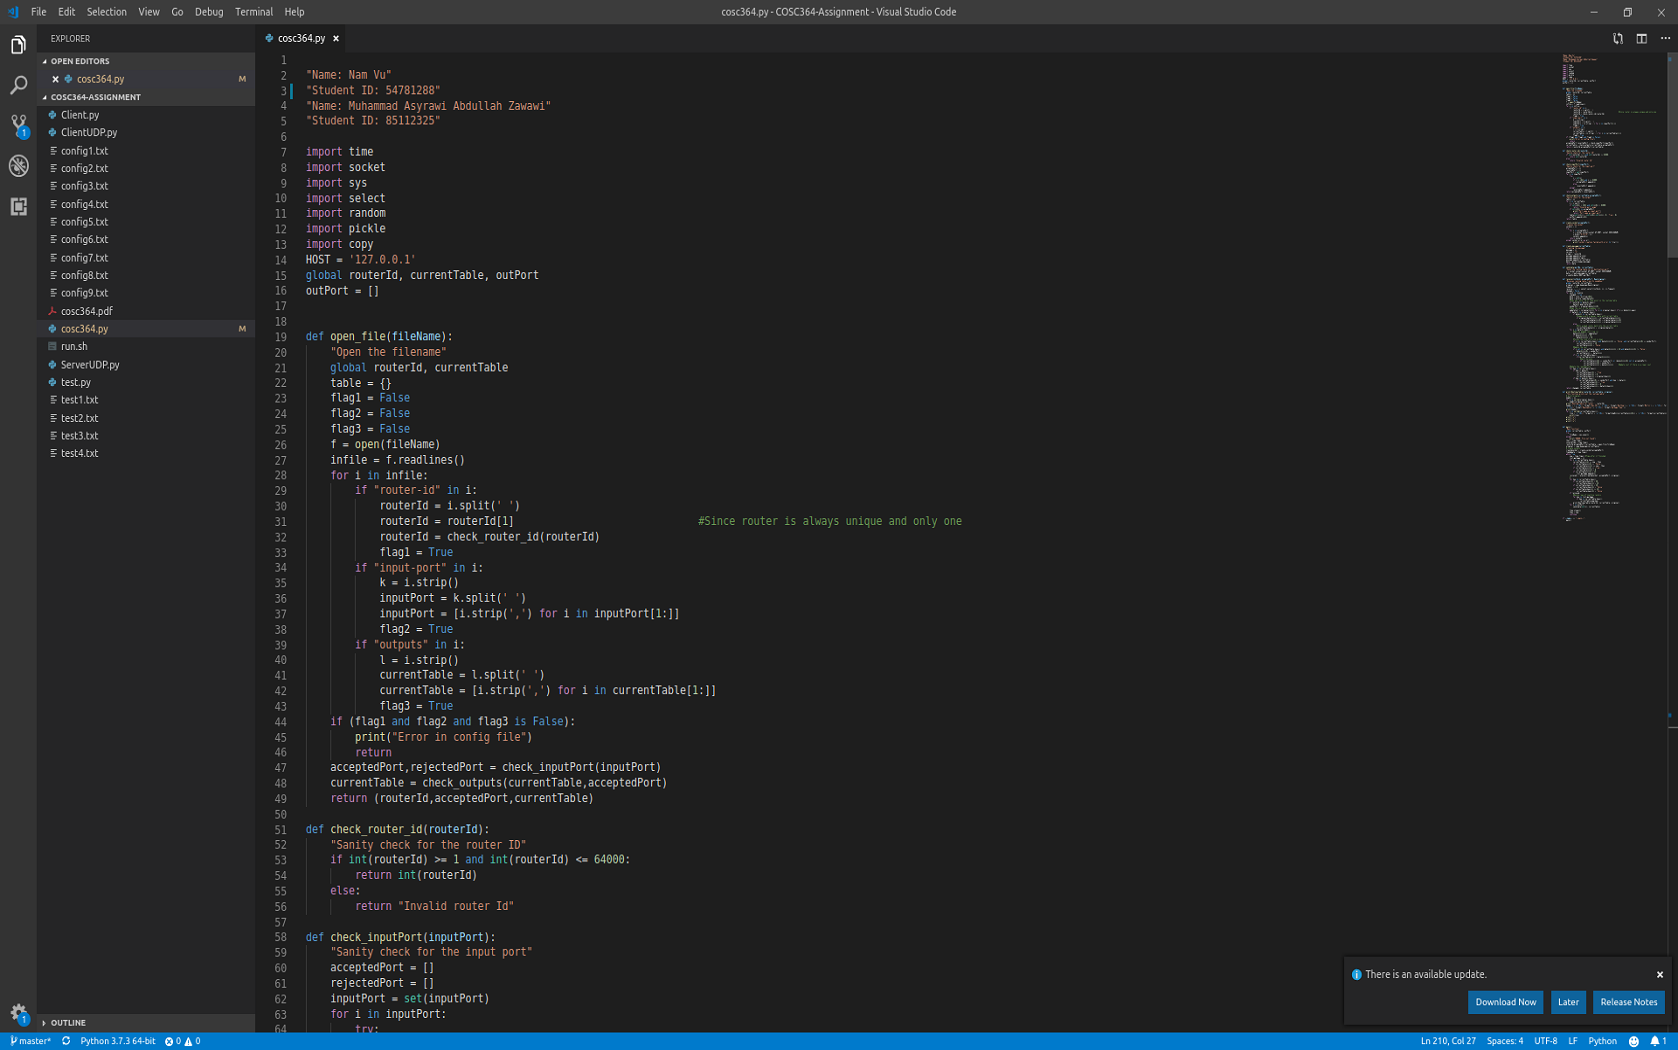 File Edit Selection View Go Debug Terminal Help
cosc364.py - COSC364-Assignment - Visual Studio Code
EXPLORER
OPEN EDITORS
cosc364.py M
COSC364-ASSIGNMENT
Client.py
ClientUDP.py
config1.txt
config2.txt
config3.txt
config4.txt
config5.txt
config6.txt
config7.txt
config8.txt
config9.txt
cosc364.pdf
cosc364.py M
run.sh
ServerUDP.py
test.py
test1.txt
test2.txt
test3.txt
test4.txt
OUTLINE
1
1
cosc364.py
1
2 "Name: Nam Vu"
3 "Student ID: 54781288"
4 "Name: Muhammad Asyrawi Abdullah Zawawi"
5 "Student ID: 85112325"
6
7 import time
8 import socket
9 import sys
10 import select
11 import random
12 import pickle
13 import copy
14 HOST = '127.0.0.1'
15 global routerId, currentTable, outPort
16 outPort = []
17
18
19 def open_file(fileName):
20 "Open the filename"
21 global routerId, currentTable
22 table = {}
23 flag1 = False
24 flag2 = False
25 flag3 = False
26 f = open(fileName)
27 infile = f.readlines()
28 for i in infile:
29 if "router-id" in i:
30 routerId = i.split(' ')
31 routerId = routerId[1] #Since router is always unique and only one
32 routerId = check_router_id(routerId)
33 flag1 = True
34 if "input-port" in i:
35 k = i.strip()
36 inputPort = k.split(' ')
37 inputPort = [i.strip(',') for i in inputPort[1:]]
38 flag2 = True
39 if "outputs" in i:
40 l = i.strip()
41 currentTable = l.split(' ')
42 currentTable = [i.strip(',') for i in currentTable[1:]]
43 flag3 = True
44 if (flag1 and flag2 and flag3 is False):
45 print("Error in config file")
46 return
47 acceptedPort,rejectedPort = check_inputPort(inputPort)
48 currentTable = check_outputs(currentTable,acceptedPort)
49 return (routerId,acceptedPort,currentTable)
50
51 def check_router_id(routerId):
52 "Sanity check for the router ID"
53 if int(routerId) >= 1 and int(routerId) <= 64000:
54 return int(routerId)
55 else:
56 return "Invalid router Id"
57
58 def check_inputPort(inputPort):
59 "Sanity check for the input port"
60 acceptedPort = []
61 rejectedPort = []
62 inputPort = set(inputPort)
63 for i in inputPort:
64 try:
There is an available update.
Download Now Later Release Notes
master* Python 3.7.3 64-bit 0 0 Ln 210, Col 27 Spaces: 4 UTF-8 LF Python 1